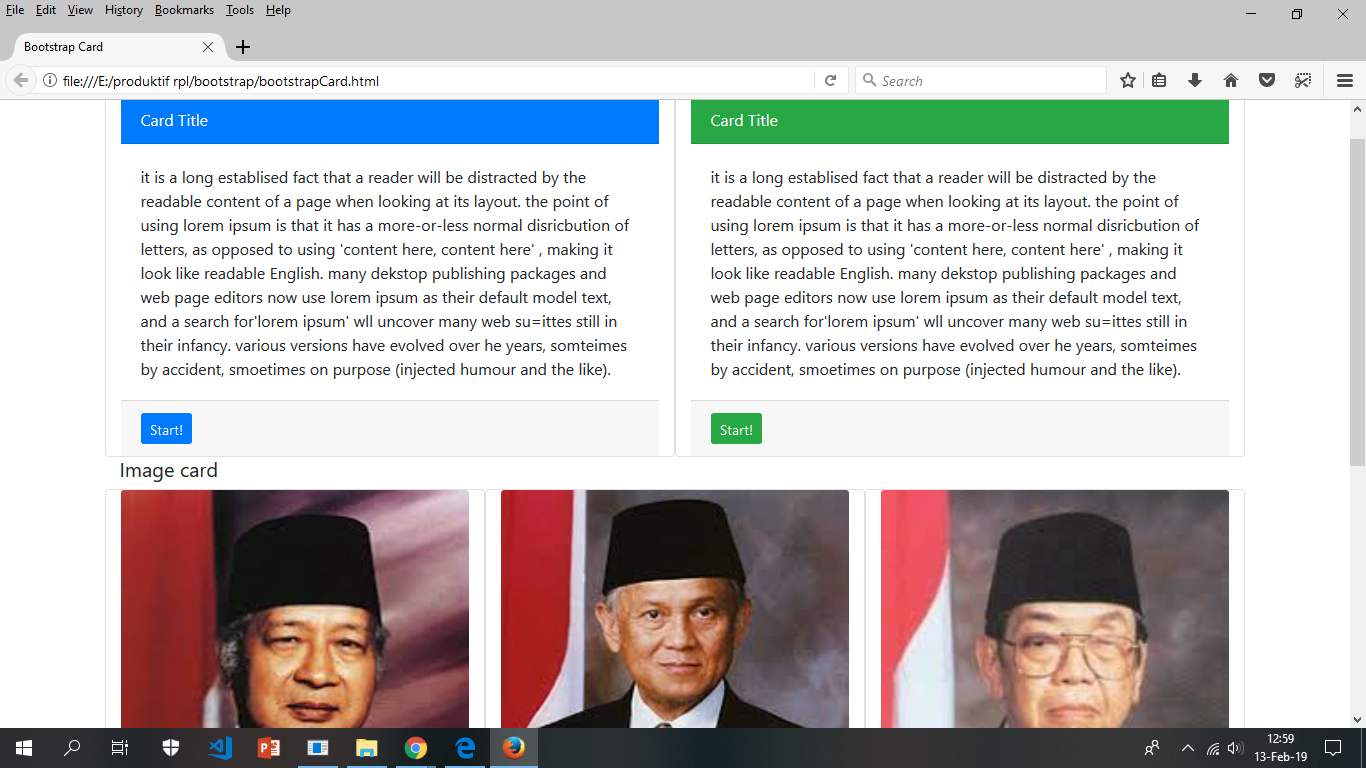 File Edit View History Bookmarks Tools Help
Bootstrap Card
file:///E:/produktif rpl/bootstrap/bootstrapCard.html
Search
Card Title
it is a long establised fact that a reader will be distracted by the
readable content of a page when looking at its layout. the point of
using lorem ipsum is that it has a more-or-less normal disricbution of
letters, as opposed to using 'content here, content here' , making it
look like readable English. many dekstop publishing packages and
web page editors now use lorem ipsum as their default model text,
and a search for'lorem ipsum' wll uncover many web su=ittes still in
their infancy. various versions have evolved over he years, somteimes
by accident, smoetimes on purpose (injected humour and the like).
Start!
Card Title
it is a long establised fact that a reader will be distracted by the
readable content of a page when looking at its layout. the point of
using lorem ipsum is that it has a more-or-less normal disricbution of
letters, as opposed to using 'content here, content here' , making it
look like readable English. many dekstop publishing packages and
web page editors now use lorem ipsum as their default model text,
and a search for'lorem ipsum' wll uncover many web su=ittes still in
their infancy. various versions have evolved over he years, somteimes
by accident, smoetimes on purpose (injected humour and the like).
Start!
Image card
12:59
13-Feb-19